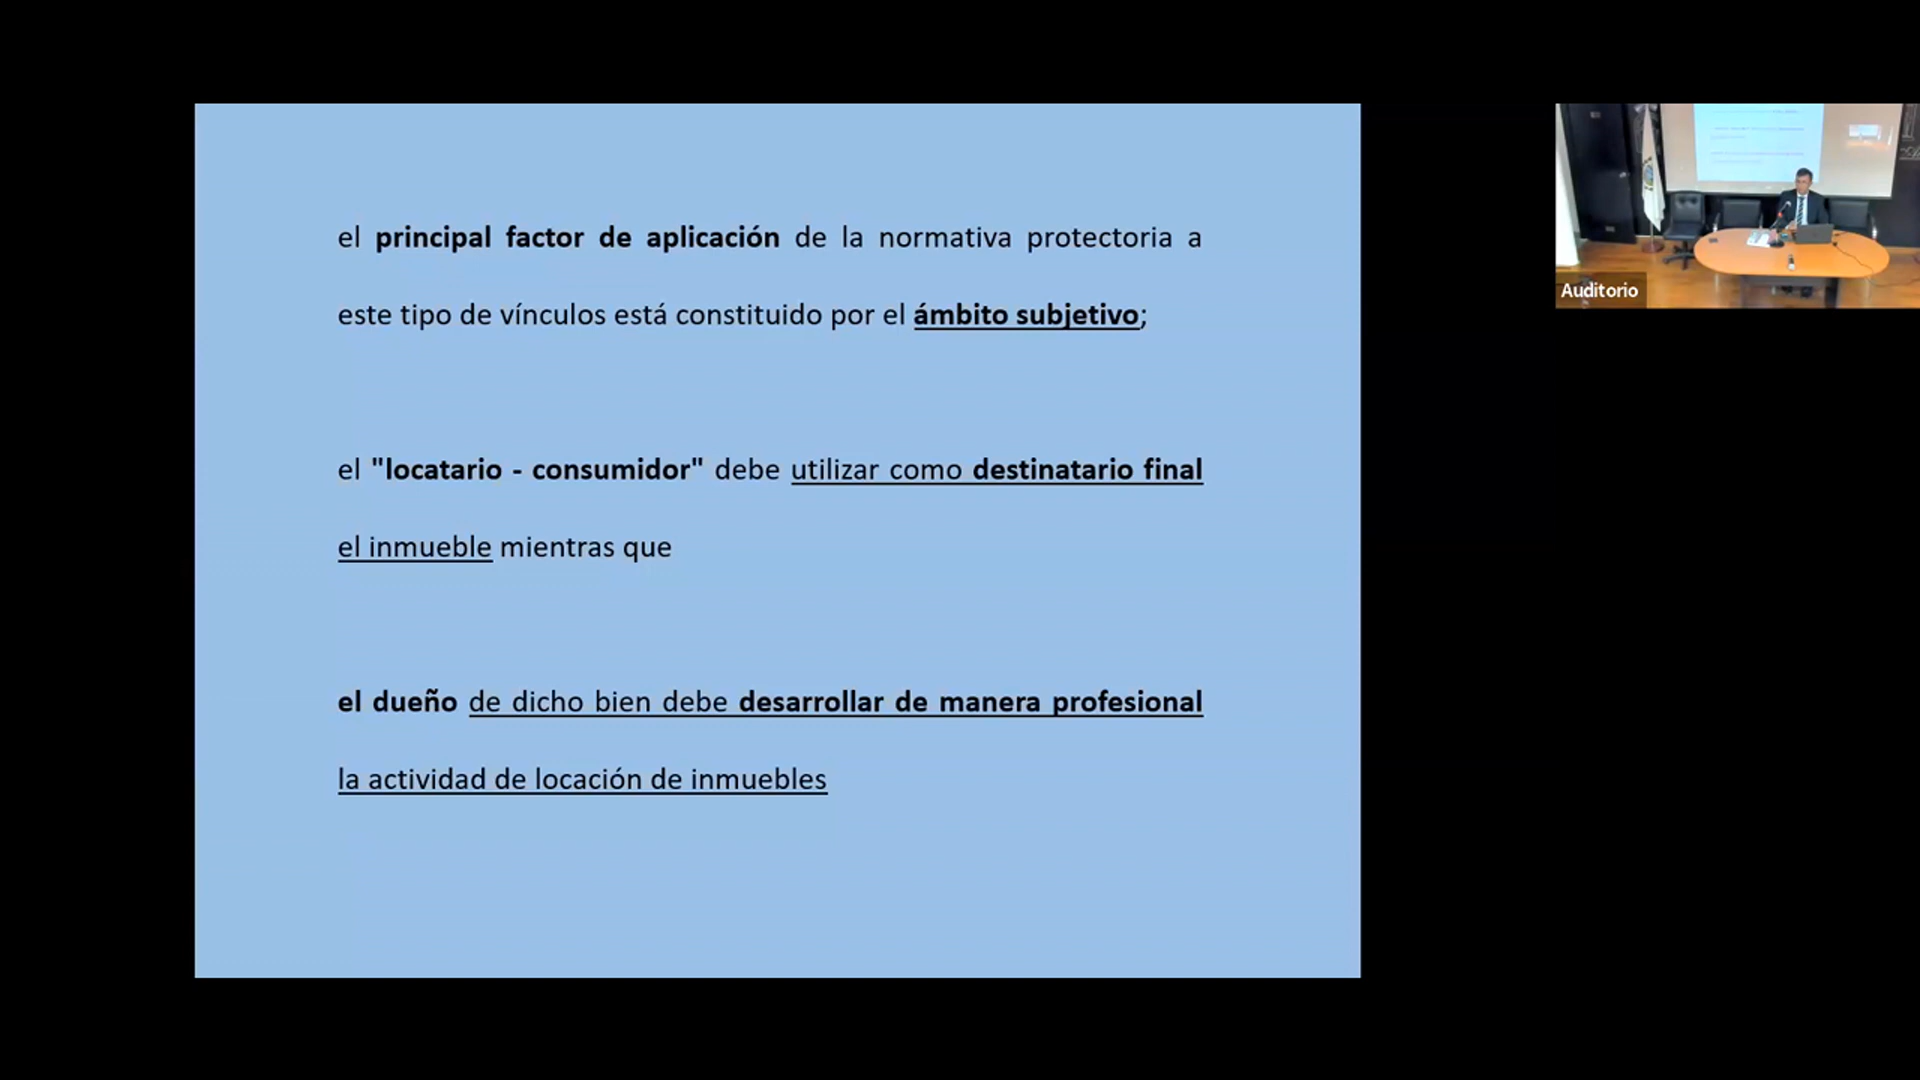 el principal factor de aplicación de la normativa protectoria a
este tipo de vínculos está constituido por el ámbito subjetivo;
el "locatario - consumidor" debe utilizar como destinatario final
el inmueble mientras que
el dueño de dicho bien debe desarrollar de manera profesional
la actividad de locación de inmuebles
Auditorio